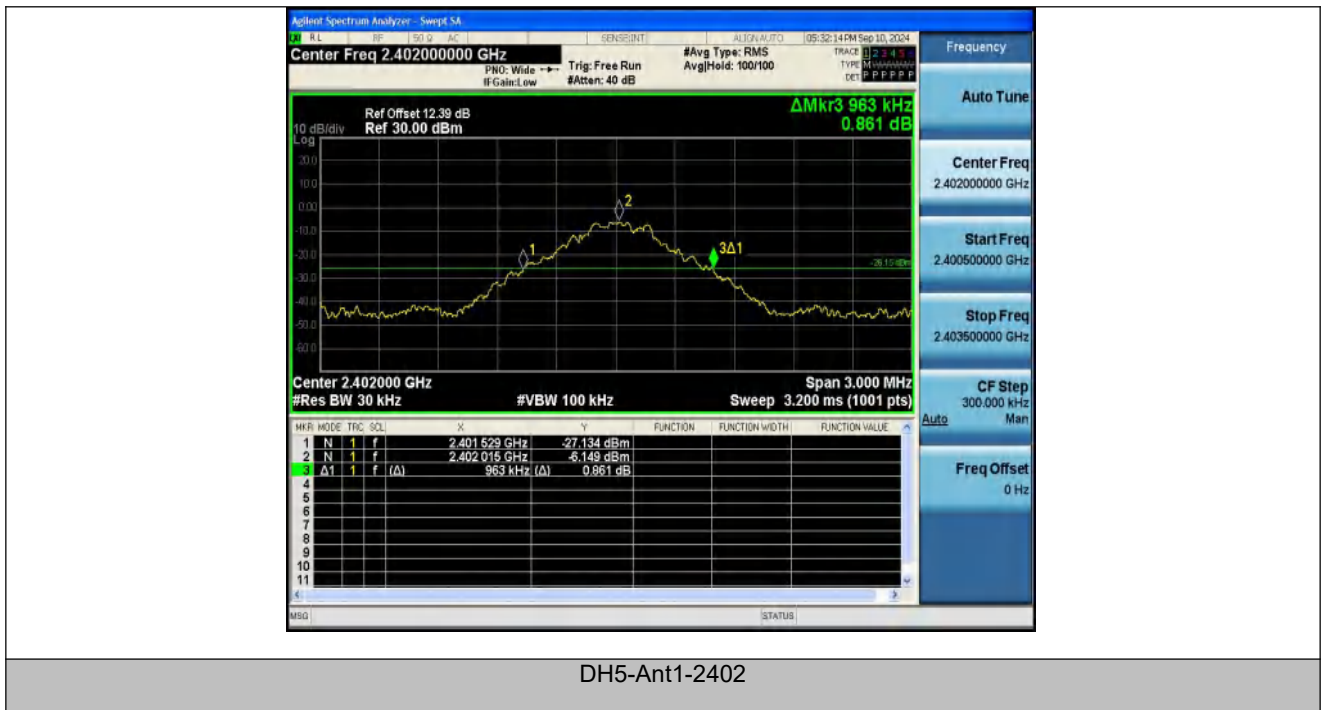 Agilent Spectrum Analyzer - Swept SA
RL RF 50 Ω AC SENSE:INT ALIGN AUTO 05:32:14 PM Sep 10, 2024
Center Freq 2.402000000 GHz
PNO: Wide
IFGain:Low
Trig: Free Run
#Atten: 40 dB
#Avg Type: RMS
Avg|Hold: 100/100
TRACE 1 2 3 4 5
TYPE M
DET P P P P P P
Frequency
ΔMkr3 963 kHz
0.861 dB
Ref Offset 12.39 dB
10 dB/div Ref 30.00 dBm
Log
20.0
10.0
0.00
-10.0
-20.0
-30.0
-40.0
-50.0
-60.0
1
2
3Δ1
-26.15 dBm
Center 2.402000 GHz Span 3.000 MHz
#Res BW 30 kHz #VBW 100 kHz Sweep 3.200 ms (1001 pts)
MKR MODE TRC SCL X Y FUNCTION FUNCTION WIDTH FUNCTION VALUE
1 N 1 f 2.401 529 GHz -27.134 dBm
2 N 1 f 2.402 015 GHz -6.149 dBm
3 Δ1 1 f (Δ) 963 kHz (Δ) 0.861 dB
4
5
6
7
8
9
10
11
MSG STATUS
Auto Tune
Center Freq
2.402000000 GHz
Start Freq
2.400500000 GHz
Stop Freq
2.403500000 GHz
CF Step
300.000 kHz
Auto Man
Freq Offset
0 Hz
DH5-Ant1-2402